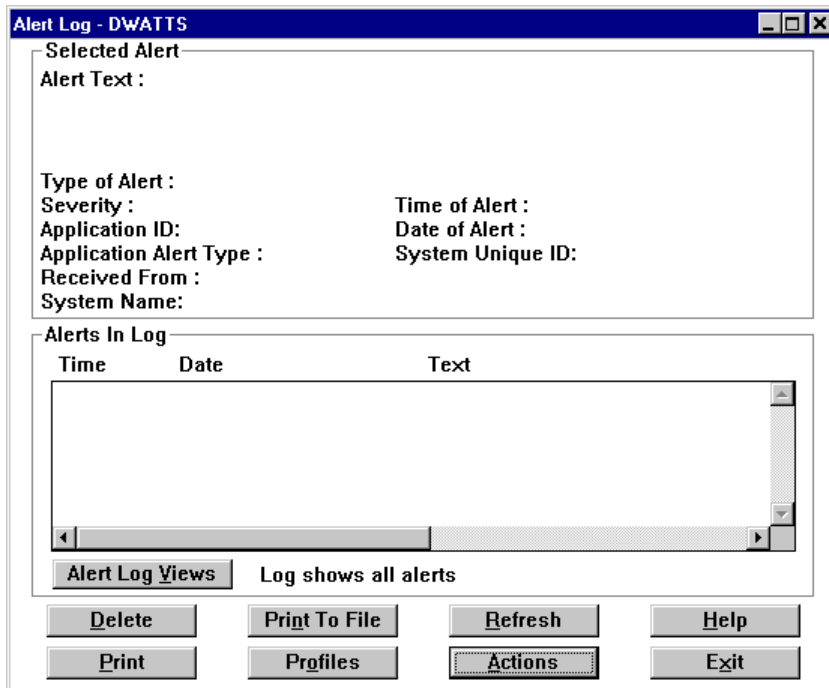 Alert Log - DWATTS
Selected Alert
Alert Text :
Type of Alert :
Severity : Time of Alert :
Application ID: Date of Alert :
Application Alert Type : System Unique ID:
Received From :
System Name:
Alerts In Log
Time Date Text
Alert Log Views Log shows all alerts
Delete Print To File Refresh Help
Print Profiles Actions Exit